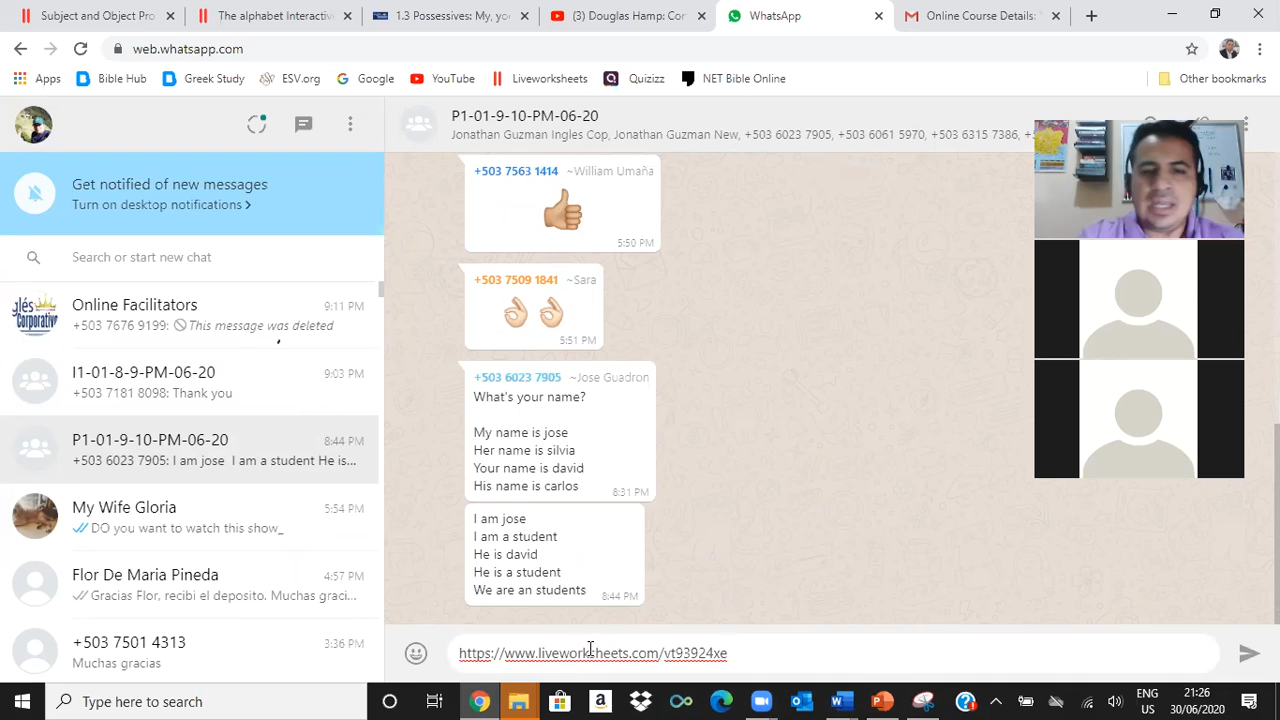 Subject and Object Pro
The alphabet Interactiv
1.3 Possessives: My, yo
(3) Douglas Hamp: Cor
WhatsApp
Online Course Details:
web.whatsapp.com
Apps
Bible Hub
Greek Study
ESV.org
Google
YouTube
Liveworksheets
Quizizz
NET Bible Online
Other bookmarks
P1-01-9-10-PM-06-20
Jonathan Guzman Ingles Cop, Jonathan Guzman New, +503 6023 7905, +503 6061 5970, +503 6315 7386,
Get notified of new messages
Turn on desktop notifications >
Search or start new chat
glés
Corporativo
Online Facilitators
9:11 PM
+503 7676 9199: This message was deleted
I1-01-8-9-PM-06-20
9:03 PM
+503 7181 8098: Thank you
P1-01-9-10-PM-06-20
8:44 PM
+503 6023 7905: I am jose I am a student He is...
My Wife Gloria
5:54 PM
DO you want to watch this show_
Flor De Maria Pineda
4:57 PM
Gracias Flor, recibi el deposito. Muchas graci...
+503 7501 4313
3:36 PM
Muchas gracias
+503 7563 1414 ~William Umaña
5:50 PM
+503 7509 1841 ~Sara
5:51 PM
+503 6023 7905 ~Jose Guadron
What's your name?
My name is jose
Her name is silvia
Your name is david
His name is carlos
8:31 PM
I am jose
I am a student
He is david
He is a student
We are an students
8:44 PM
https://www.liveworksheets.com/vt93924xe
Type here to search
ENG
US
21:26
30/06/2020